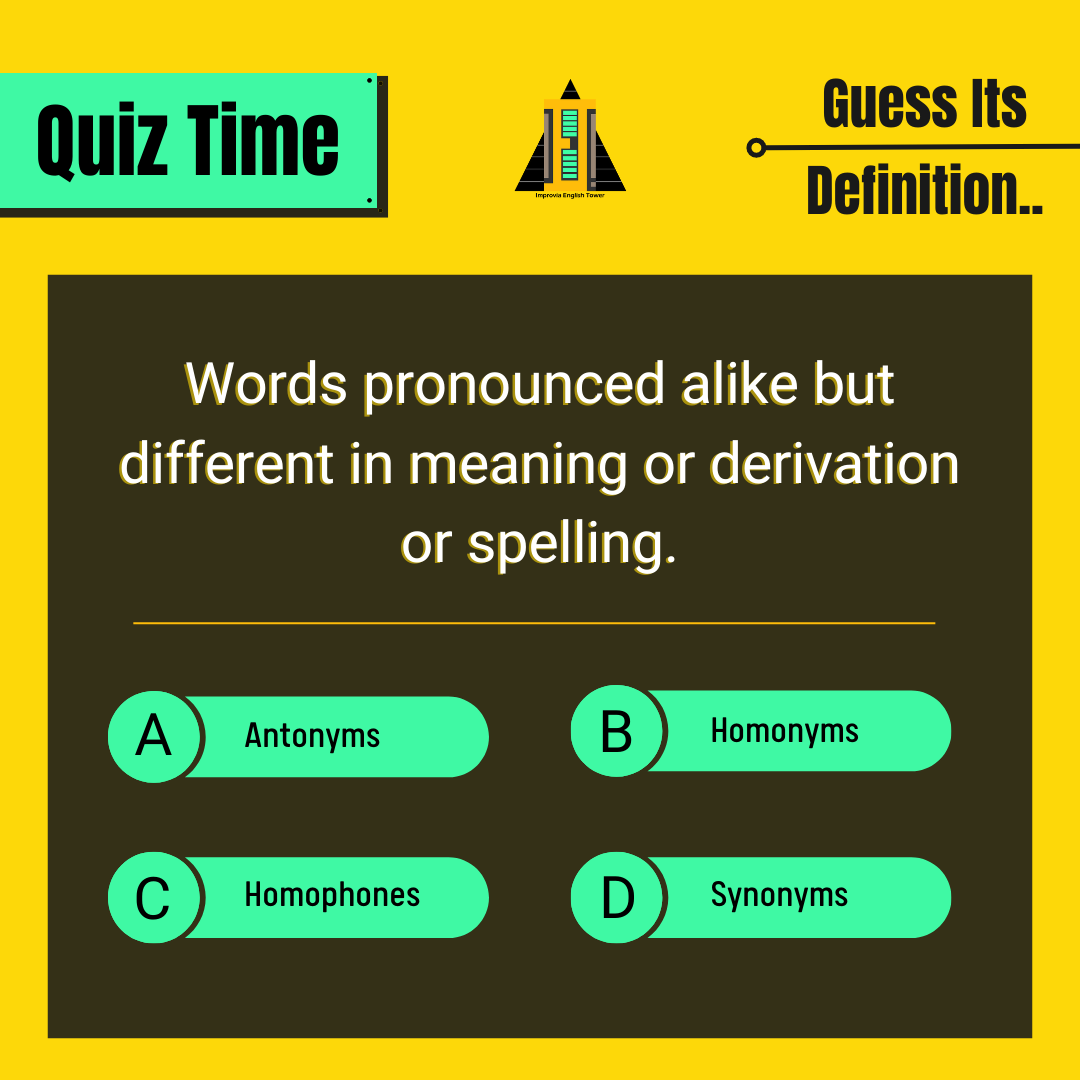 Quiz Time
Improvia English Tower
Guess Its
Definition..
Words pronounced alike but
different in meaning or derivation
or spelling.
A Antonyms
B Homonyms
C Homophones
D Synonyms